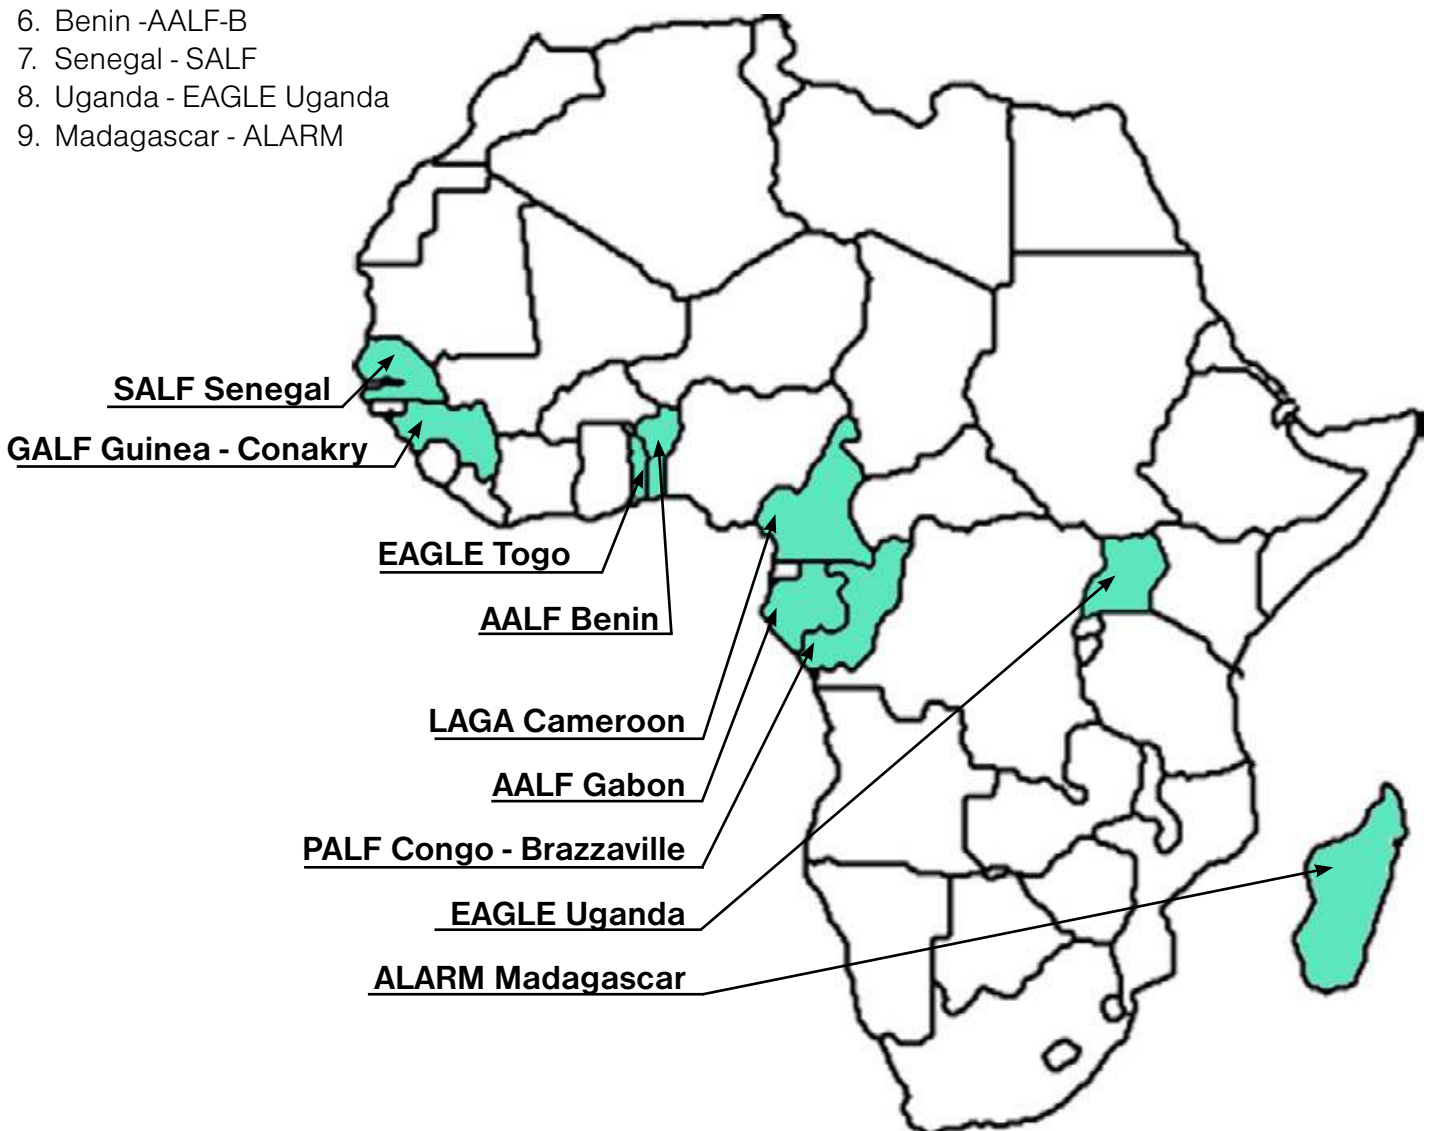 6. Benin -AALF-B
7. Senegal - SALF
8. Uganda - EAGLE Uganda
9. Madagascar - ALARM
SALF Senegal
GALF Guinea - Conakry
EAGLE Togo
AALF Benin
LAGA Cameroon
AALF Gabon
PALF Congo - Brazzaville
EAGLE Uganda
ALARM Madagascar